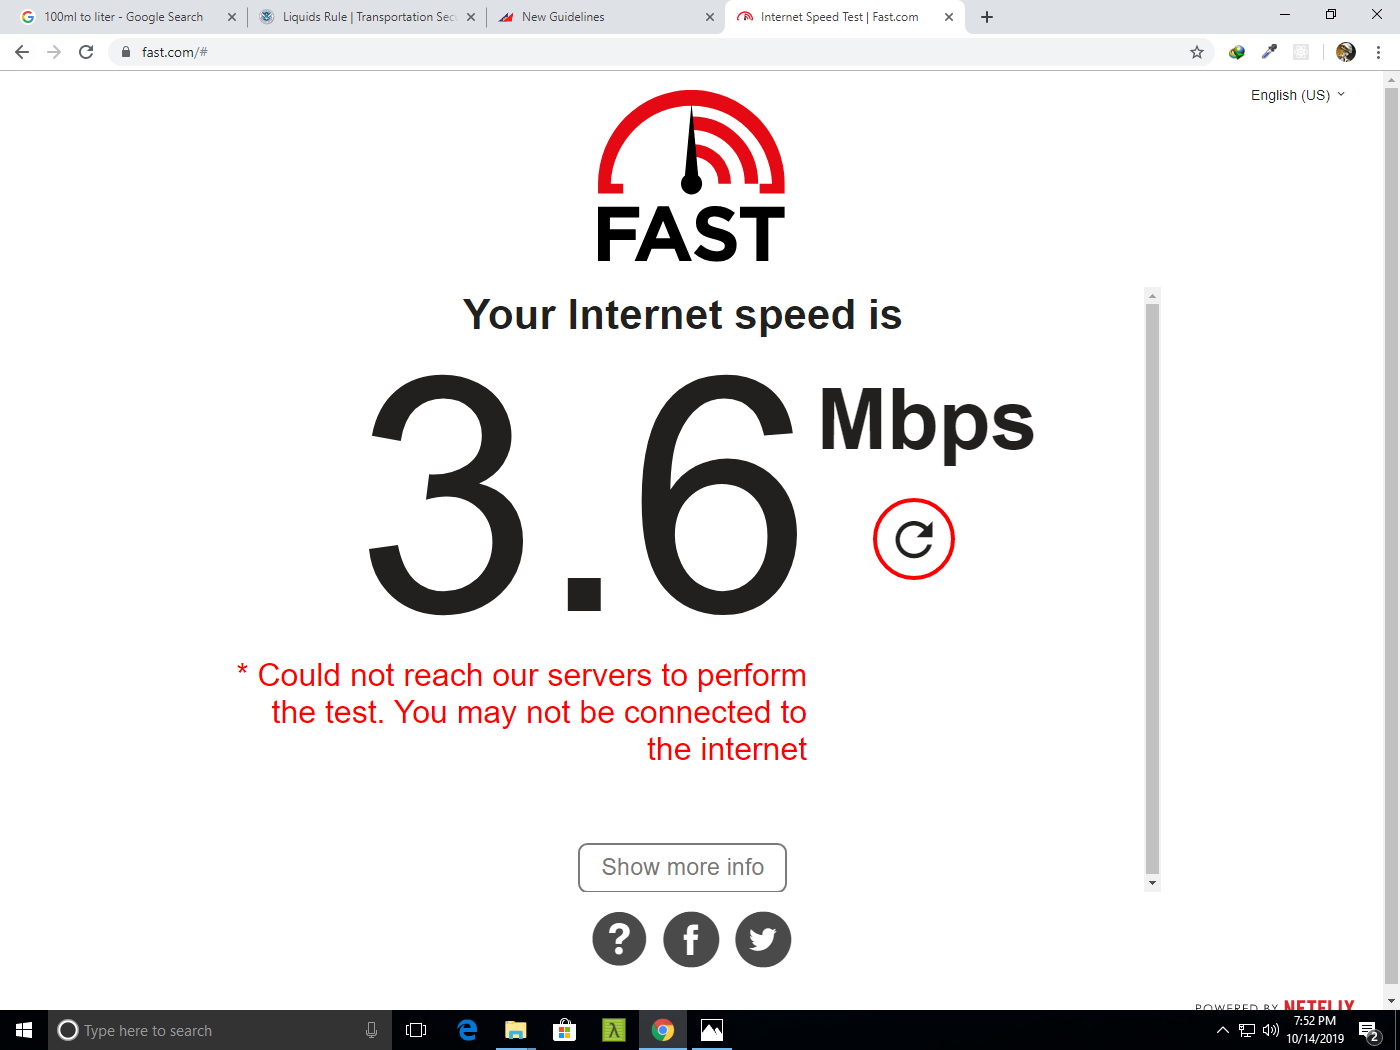 100ml to liter - Google Search
Liquids Rule | Transportation Sec
New Guidelines
Internet Speed Test | Fast.com
fast.com/#
English (US)
FAST
Your Internet speed is
3.6 Mbps
* Could not reach our servers to perform
the test. You may not be connected to
the internet
Show more info
?
f
POWERED BY NETFLIX
Type here to search
7:52 PM
10/14/2019
2